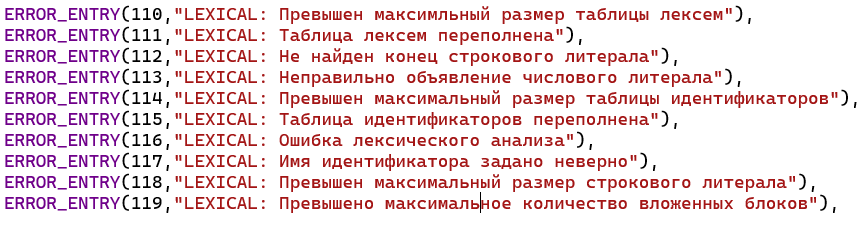 ERROR_ENTRY(110,"LEXICAL: Превышен максимльный размер таблицы лексем"),
ERROR_ENTRY(111,"LEXICAL: Таблица лексем переполнена"),
ERROR_ENTRY(112,"LEXICAL: Не найден конец строкового литерала"),
ERROR_ENTRY(113,"LEXICAL: Неправильно объявление числового литерала"),
ERROR_ENTRY(114,"LEXICAL: Превышен максимальный размер таблицы идентификаторов"),
ERROR_ENTRY(115,"LEXICAL: Таблица идентификаторов переполнена"),
ERROR_ENTRY(116,"LEXICAL: Ошибка лексического анализа"),
ERROR_ENTRY(117,"LEXICAL: Имя идентификатора задано неверно"),
ERROR_ENTRY(118,"LEXICAL: Превышен максимальный размер строкового литерала"),
ERROR_ENTRY(119,"LEXICAL: Превышено максимальное количество вложенных блоков"),